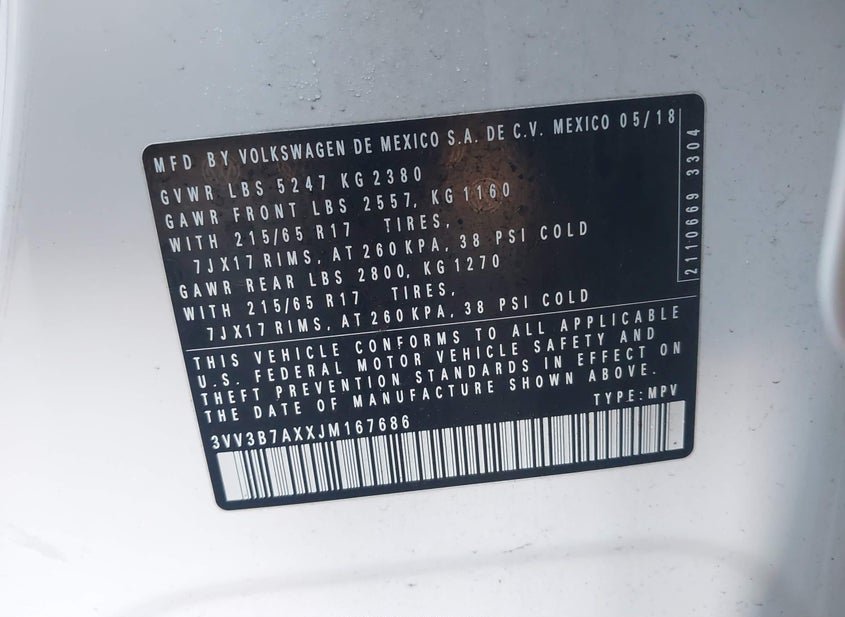 MFD BY VOLKSWAGEN DE MEXICO S.A. DE C.V. MEXICO 05/18
GVWR LBS 5247 KG 2380
GAWR FRONT LBS 2557, KG 1160
WITH 215/65 R17 TIRES,
7JX17 RIMS, AT 260 KPA, 38 PSI COLD
GAWR REAR LBS 2800, KG 1270
WITH 215/65 R17 TIRES,
7JX17 RIMS, AT 260 KPA, 38 PSI COLD
2110669 3304
THIS VEHICLE CONFORMS TO ALL APPLICABLE
U.S. FEDERAL MOTOR VEHICLE SAFETY AND
THEFT PREVENTION STANDARDS IN EFFECT ON
THE DATE OF MANUFACTURE SHOWN ABOVE.
TYPE: MPV
3VV3B7AXXJM167686